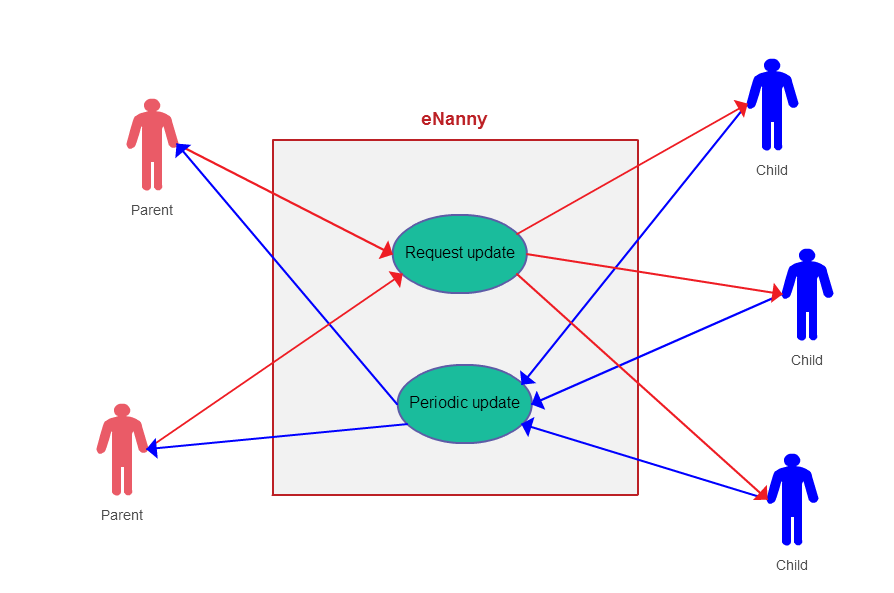 eNanny
Child
Parent
Request update
Child
Periodic update
Parent
Child